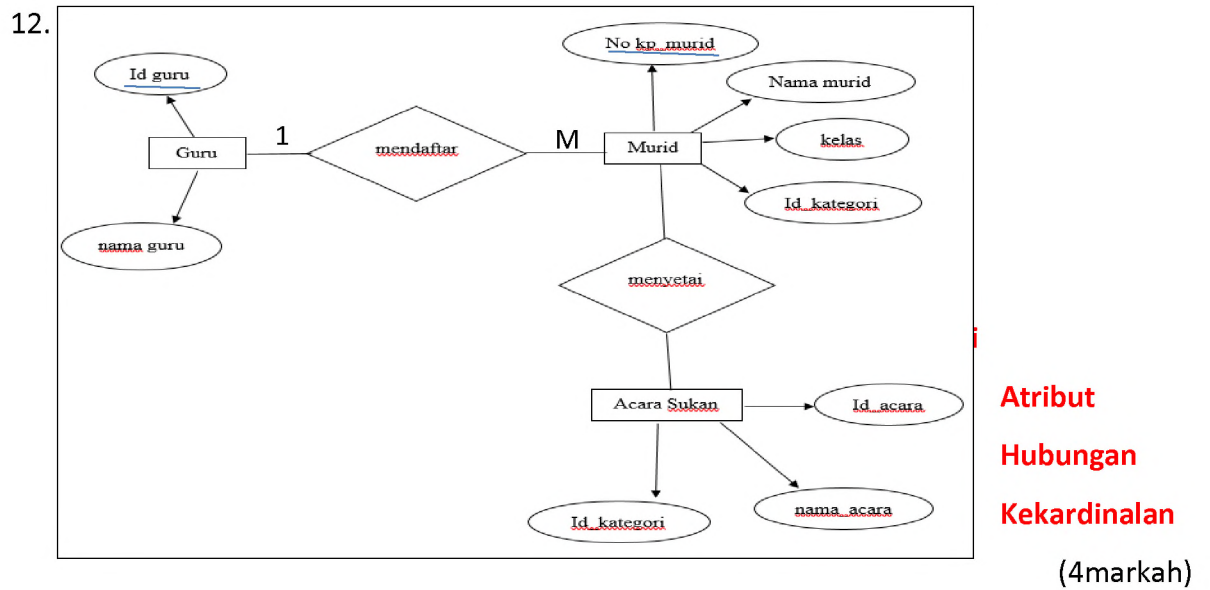 12.
No kp_murid
Id guru
Nama murid
1
M
Guru
mendaftar
Murid
kelas
Id_kategori
nama guru
menyetai
i
Acara Sukan
Id_acara
Atribut
Hubungan
Id_kategori
nama_acara
Kekardinalan
(4markah)